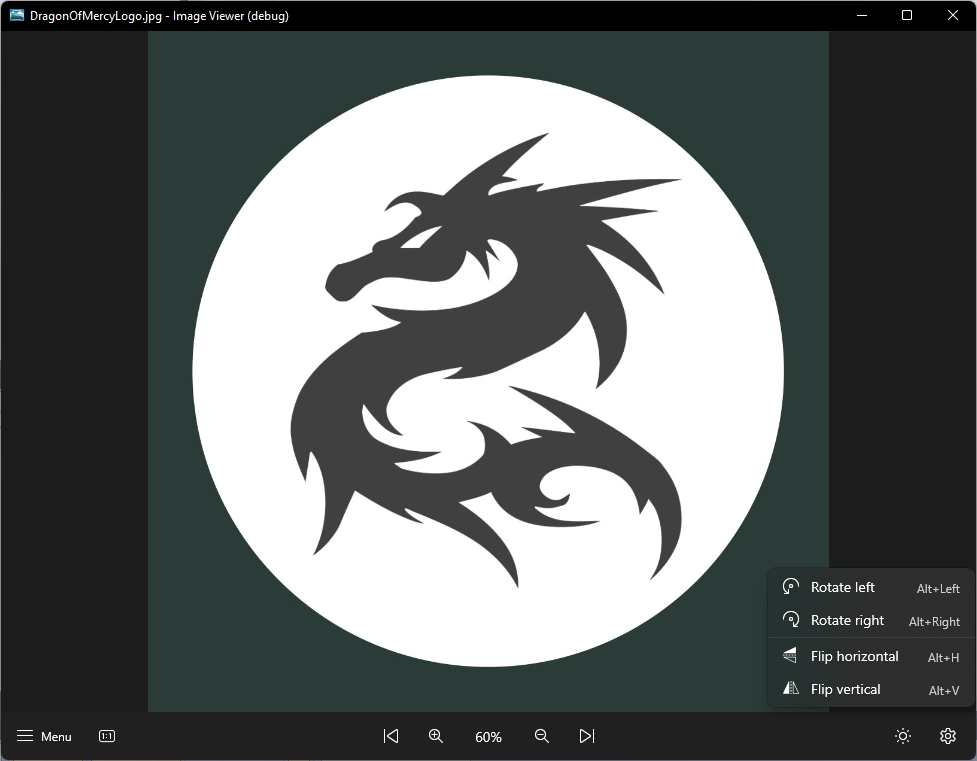 DragonOfMercyLogo.jpg - Image Viewer (debug)
Rotate left Alt+Left
Rotate right Alt+Right
Flip horizontal Alt+H
Flip vertical Alt+V
Menu 1:1 60%